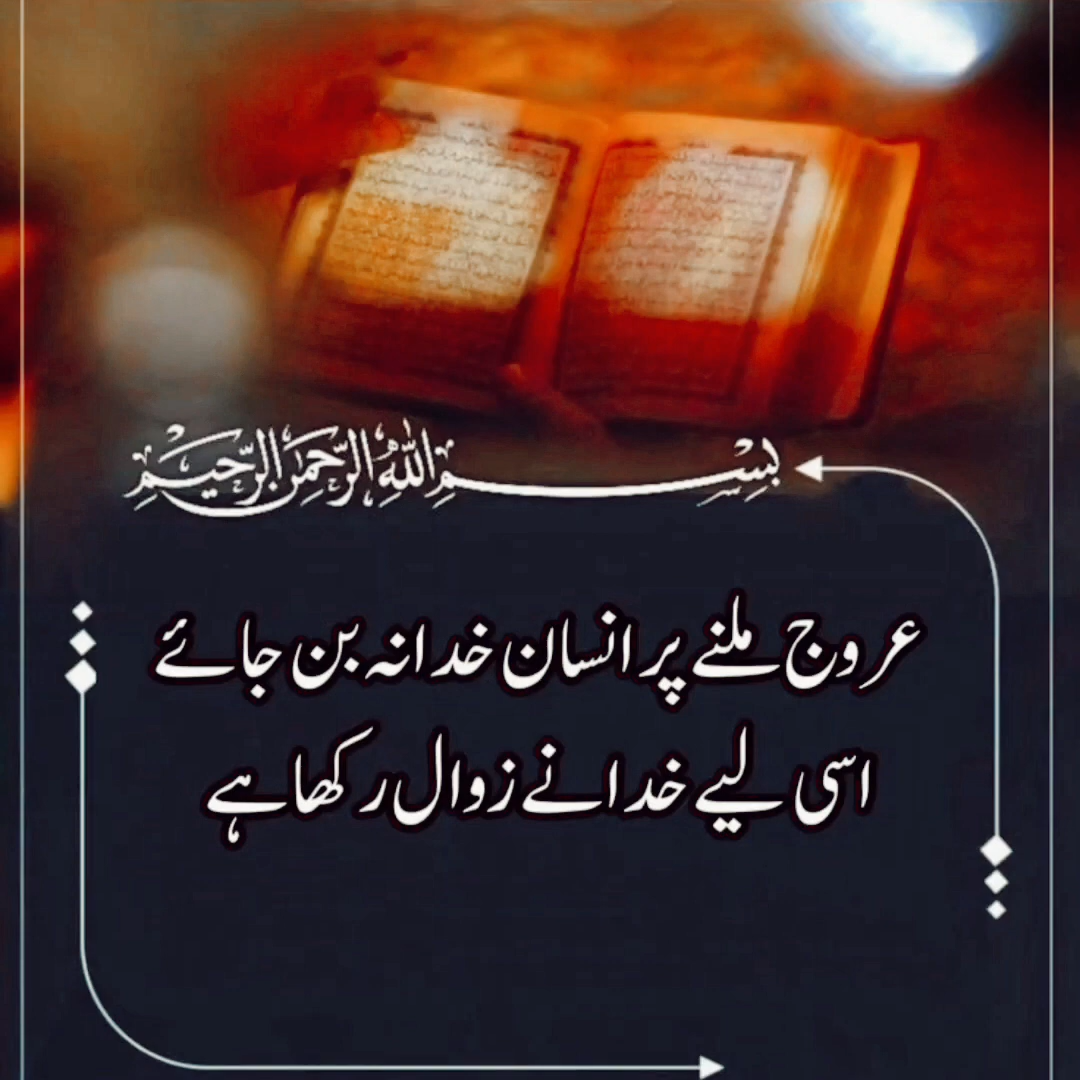 بِسْمِ اللهِ الرَّحْمٰنِ الرَّحِيْمِ
عروج ملنے پر انسان خدا نہ بن جائے
اسی لیے خدا نے زوال رکھا ہے